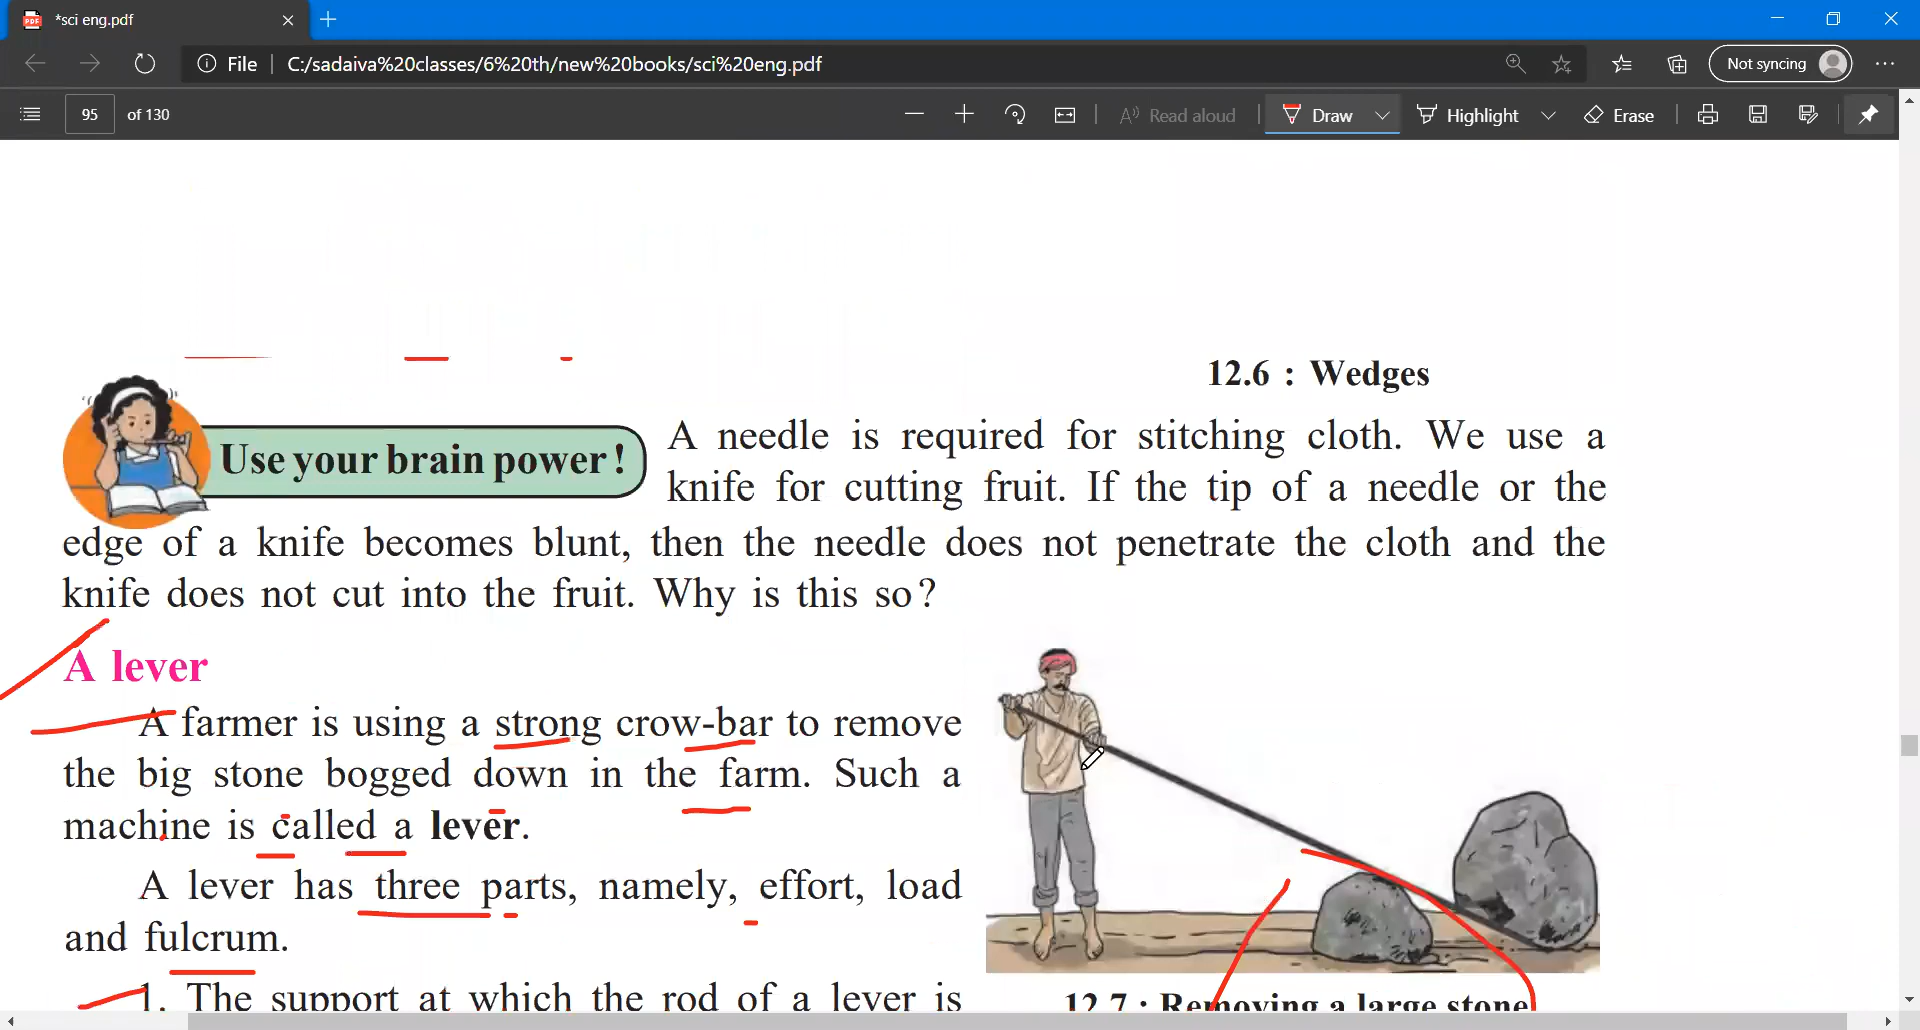 *sci eng.pdf
File | C:/sadaiva%20classes/6%20th/new%20books/sci%20eng.pdf
Not syncing
95 of 130
Read aloud
Draw
Highlight
Erase
12.6 : Wedges
Use your brain power !
A needle is required for stitching cloth. We use a
knife for cutting fruit. If the tip of a needle or the
edge of a knife becomes blunt, then the needle does not penetrate the cloth and the
knife does not cut into the fruit. Why is this so?
A lever
A farmer is using a strong crow-bar to remove
the big stone bogged down in the farm. Such a
machine is called a lever.
A lever has three parts, namely, effort, load
and fulcrum.
1. The support at which the rod of a lever is
12.7 : Removing a large stone